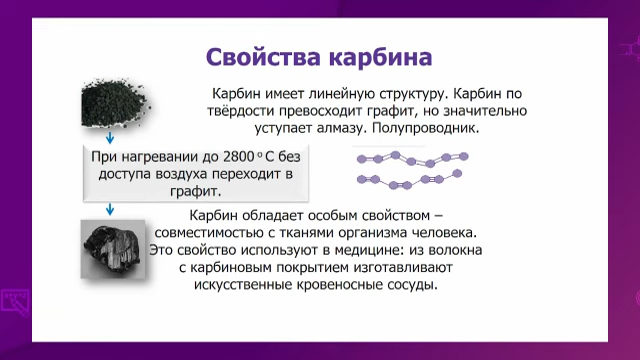 Свойства карбина
Карбин имеет линейную структуру. Карбин по
твёрдости превосходит графит, но значительно
уступает алмазу. Полупроводник.
При нагревании до 2800 º С без
доступа воздуха переходит в
графит.
Карбин обладает особым свойством –
совместимостью с тканями организма человека.
Это свойство используют в медицине: из волокна
с карбиновым покрытием изготавливают
искусственные кровеносные сосуды.